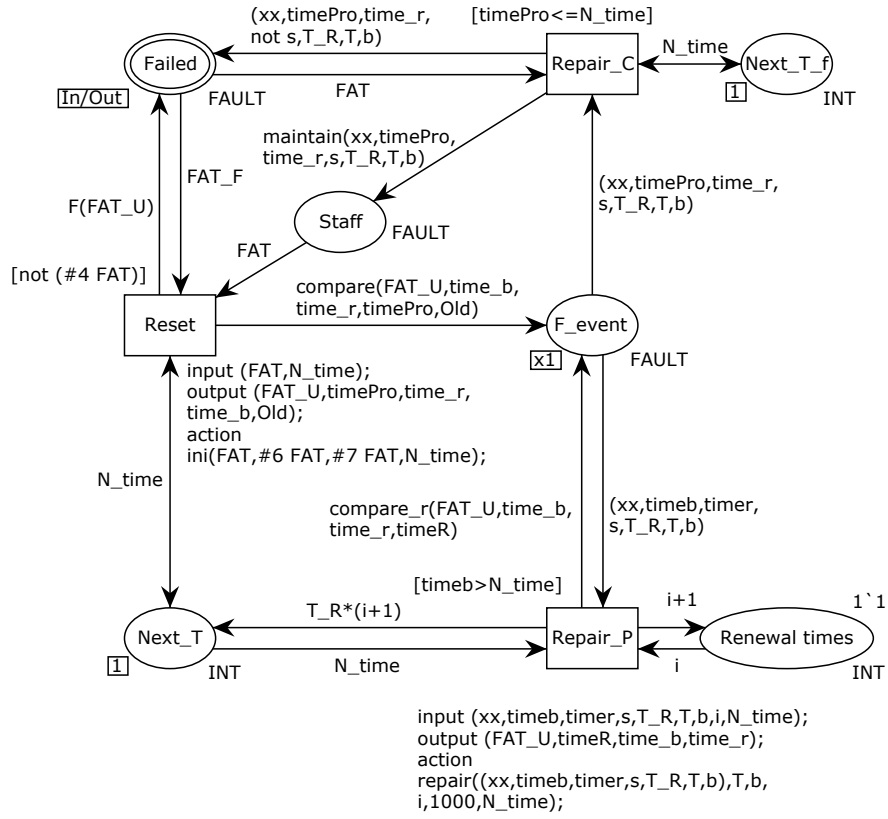 (xx,timePro,time_r,
not s,T_R,T,b)
[timePro<=N_time]
Failed
Repair_C
N_time
Next_T_f
In/Out
FAULT
FAT
1
INT
maintain(xx,timePro,
time_r,s,T_R,T,b)
FAT_F
F(FAT_U)
(xx,timePro,time_r,
s,T_R,T,b)
Staff
FAULT
FAT
[not (#4 FAT)]
compare(FAT_U,time_b,
time_r,timePro,Old)
Reset
F_event
x1
FAULT
input (FAT,N_time);
output (FAT_U,timePro,time_r,
time_b,Old);
action
ini(FAT,#6 FAT,#7 FAT,N_time);
N_time
compare_r(FAT_U,time_b,
time_r,timeR)
(xx,timeb,timer,
s,T_R,T,b)
[timeb>N_time]
T_R*(i+1)
i+1
1`1
Next_T
Repair_P
Renewal times
1
INT
N_time
i
INT
input (xx,timeb,timer,s,T_R,T,b,i,N_time);
output (FAT_U,timeR,time_b,time_r);
action
repair((xx,timeb,timer,s,T_R,T,b),T,b,
i,1000,N_time);